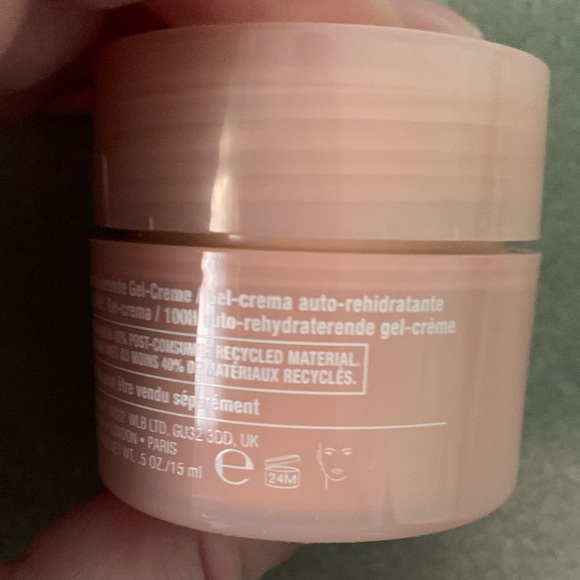 Gel-Creme / Gel-crema auto-rehidratante
Gel-crema / 100H auto-rehydraterende gel-crème
40% POST-CONSUMER RECYCLED MATERIAL.
AU MOINS 40% DE MATÉRIAUX RECYCLÉS.
être vendu séparément
WLB LTD, GU32 3DD, UK
LONDON • PARIS
WT. .5 OZ./15 ml e 24M